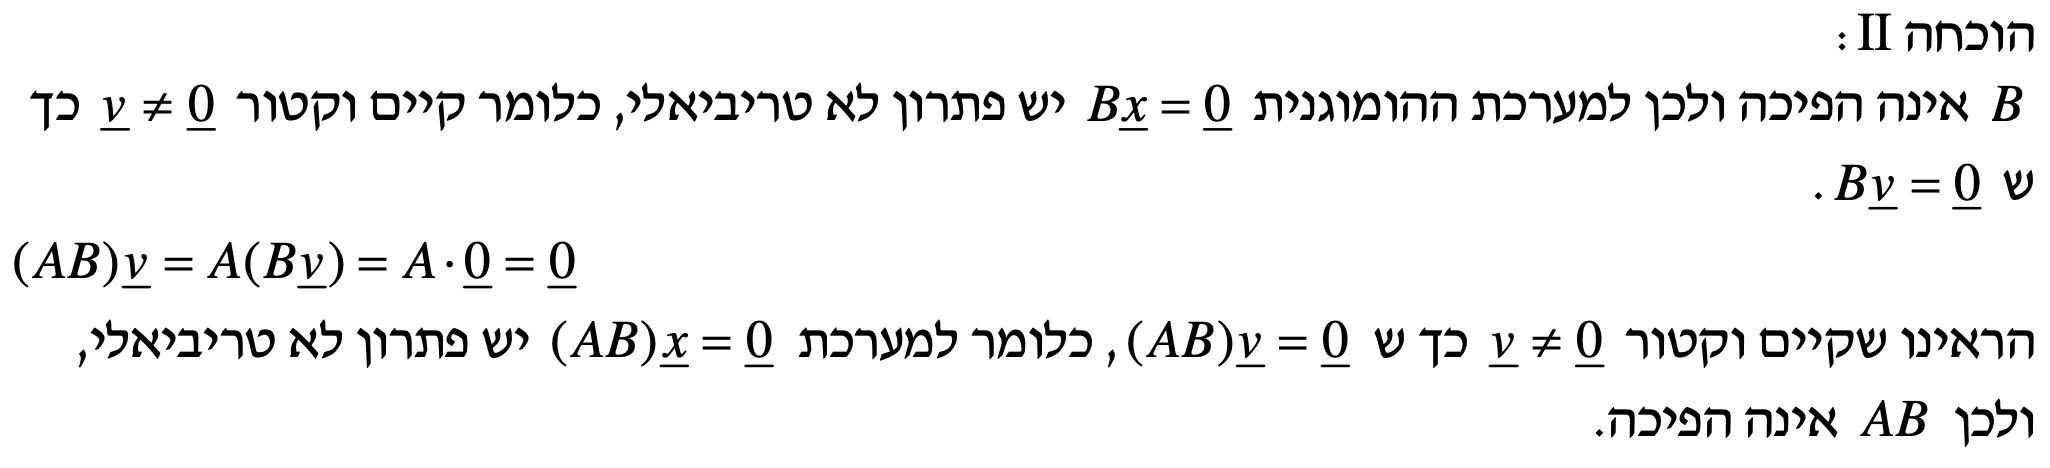 הוכחה II:
B אינה הפיכה ולכן למערכת ההומוגנית Bx̲ = 0̲ יש פתרון לא טריביאלי, כלומר קיים וקטור v̲ ≠ 0̲ כך
ש Bv̲ = 0̲.
(AB)v̲ = A(Bv̲) = A·0̲ = 0̲
הראינו שקיים וקטור v̲ ≠ 0̲ כך ש (AB)v̲ = 0̲, כלומר למערכת (AB)x̲ = 0̲ יש פתרון לא טריביאלי,
ולכן AB אינה הפיכה.